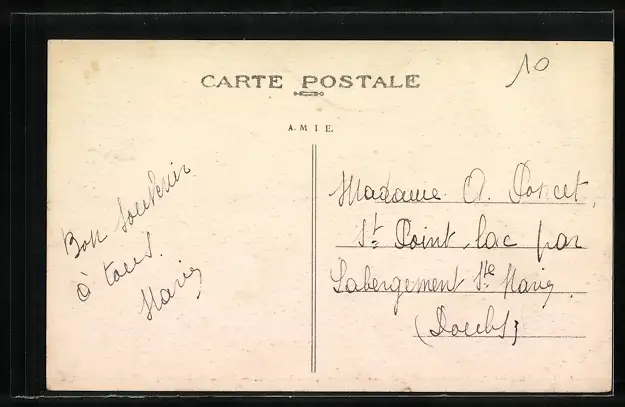 CARTE POSTALE
10
A. M I E.
Bon Souvenir
à tous.
Marie
Madame A. Poncet
St Point-lac par
Labergement Ste Marie
(Doubs)